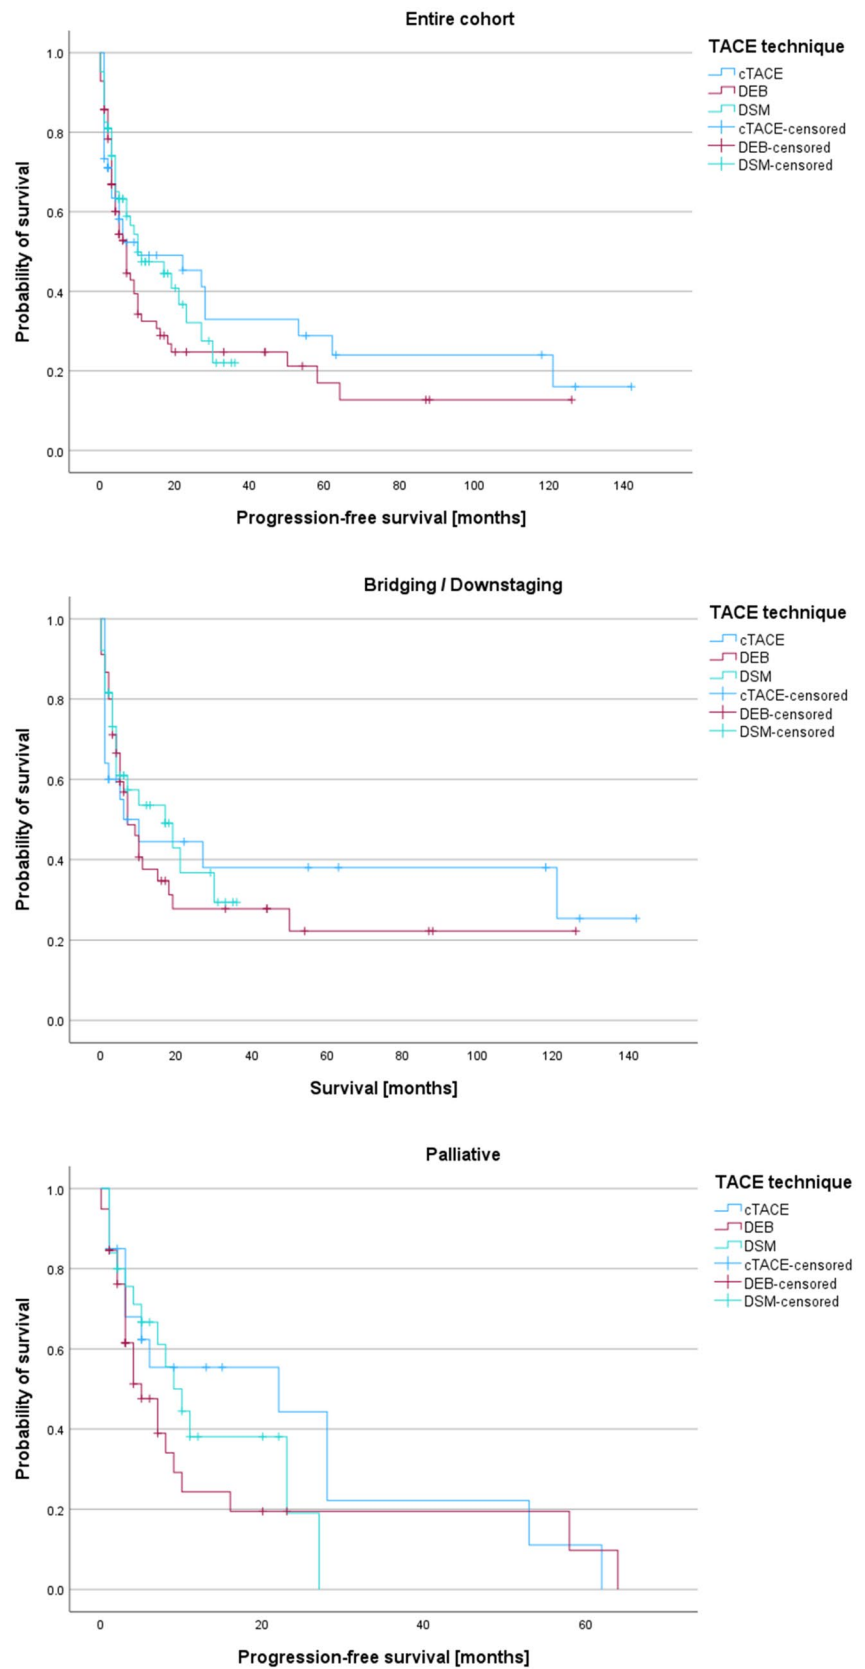 Entire cohort
TACE technique
cTACE
DEB
DSM
cTACE-censored
DEB-censored
DSM-censored
Probability of survival
1.0
0.8
0.6
0.4
0.2
0.0
0 20 40 60 80 100 120 140
Progression-free survival [months]
Bridging / Downstaging
TACE technique
cTACE
DEB
DSM
cTACE-censored
DEB-censored
DSM-censored
Probability of survival
1.0
0.8
0.6
0.4
0.2
0.0
0 20 40 60 80 100 120 140
Survival [months]
Palliative
TACE technique
cTACE
DEB
DSM
cTACE-censored
DEB-censored
DSM-censored
Probability of survival
1.0
0.8
0.6
0.4
0.2
0.0
0 20 40 60
Progression-free survival [months]